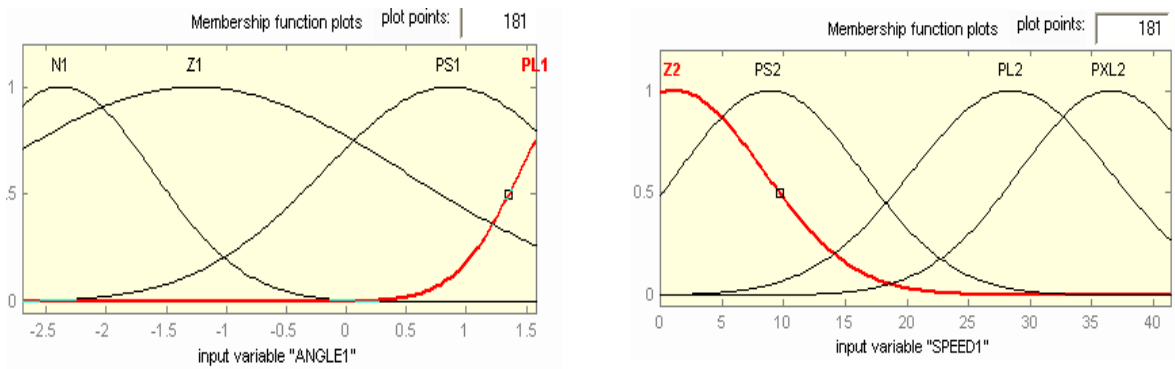 Membership function plots plot points: 181
N1 Z1 PS1 PL1
1
0.5
0
-2.5 -2 -1.5 -1 -0.5 0 0.5 1 1.5
input variable "ANGLE1"
Membership function plots plot points: 181
Z2 PS2 PL2 PXL2
1
0.5
0
0 5 10 15 20 25 30 35 40
input variable "SPEED1"